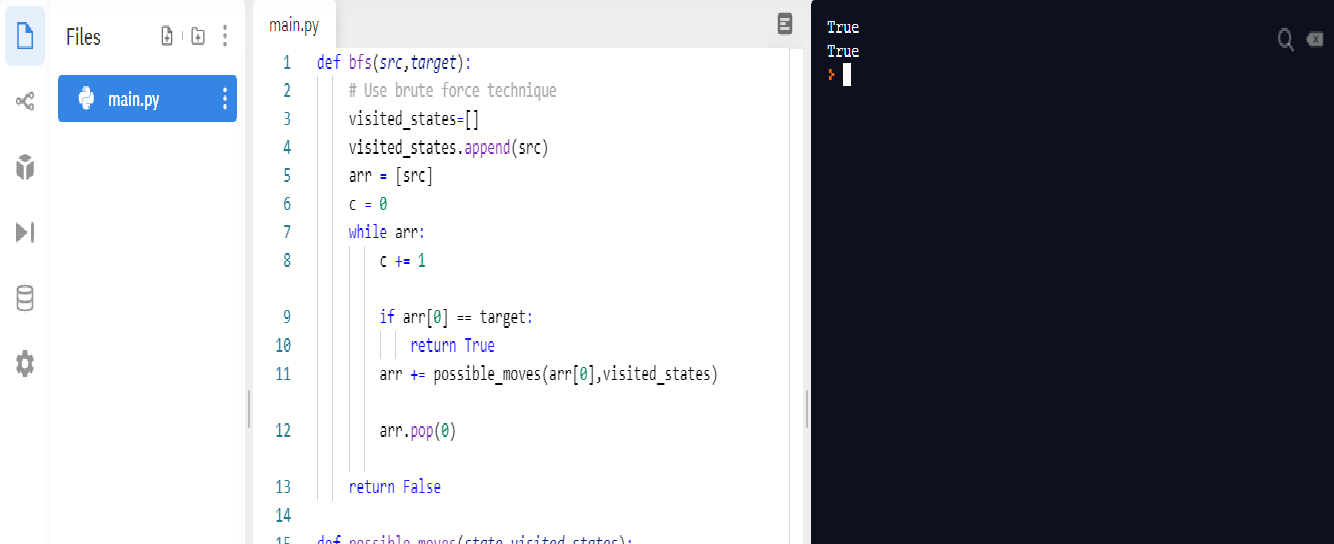 Files
main.py
main.py
1 def bfs(src,target):
2 # Use brute force technique
3 visited_states=[]
4 visited_states.append(src)
5 arr = [src]
6 c = 0
7 while arr:
8 c += 1
9 if arr[0] == target:
10 return True
11 arr += possible_moves(arr[0],visited_states)
12 arr.pop(0)
13 return False
14
15 def possible_moves(state,visited_states):
True
True